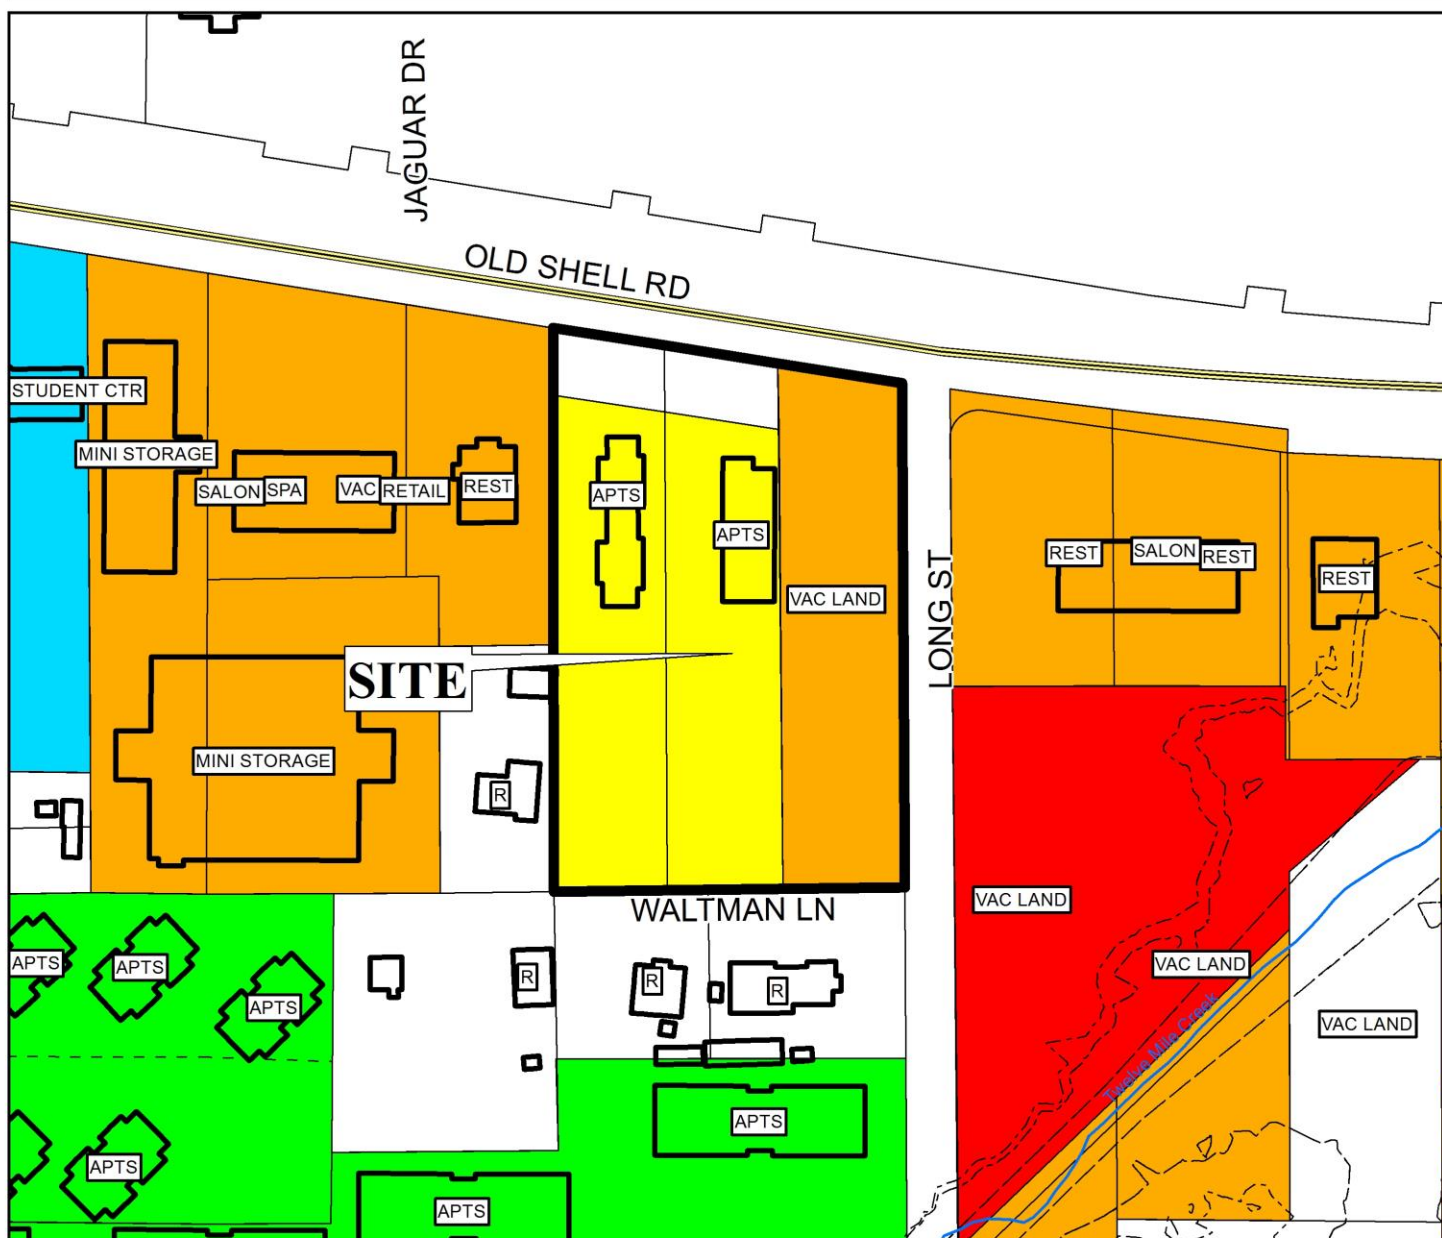 JAGUAR DR
OLD SHELL RD
STUDENT CTR
MINI STORAGE
SALON
SPA
VAC
RETAIL
REST
APTS
APTS
VAC LAND
LONG ST
REST
SALON
REST
REST
SITE
MINI STORAGE
R
WALTMAN LN
VAC LAND
VAC LAND
VAC LAND
Twelve Mile Creek
APTS
APTS
APTS
R
R
R
APTS
APTS
APTS